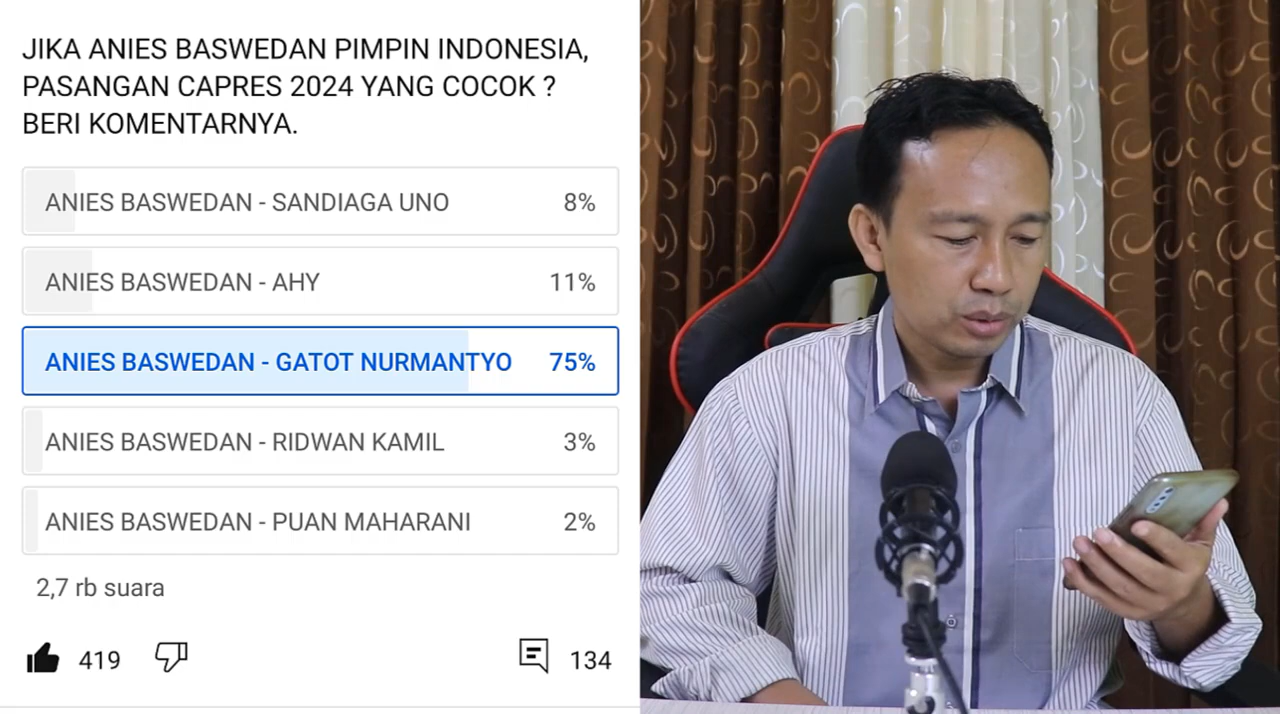 JIKA ANIES BASWEDAN PIMPIN INDONESIA,
PASANGAN CAPRES 2024 YANG COCOK ?
BERI KOMENTARNYA.
ANIES BASWEDAN - SANDIAGA UNO 8%
ANIES BASWEDAN - AHY 11%
ANIES BASWEDAN - GATOT NURMANTYO 75%
ANIES BASWEDAN - RIDWAN KAMIL 3%
ANIES BASWEDAN - PUAN MAHARANI 2%
2,7 rb suara
419 134